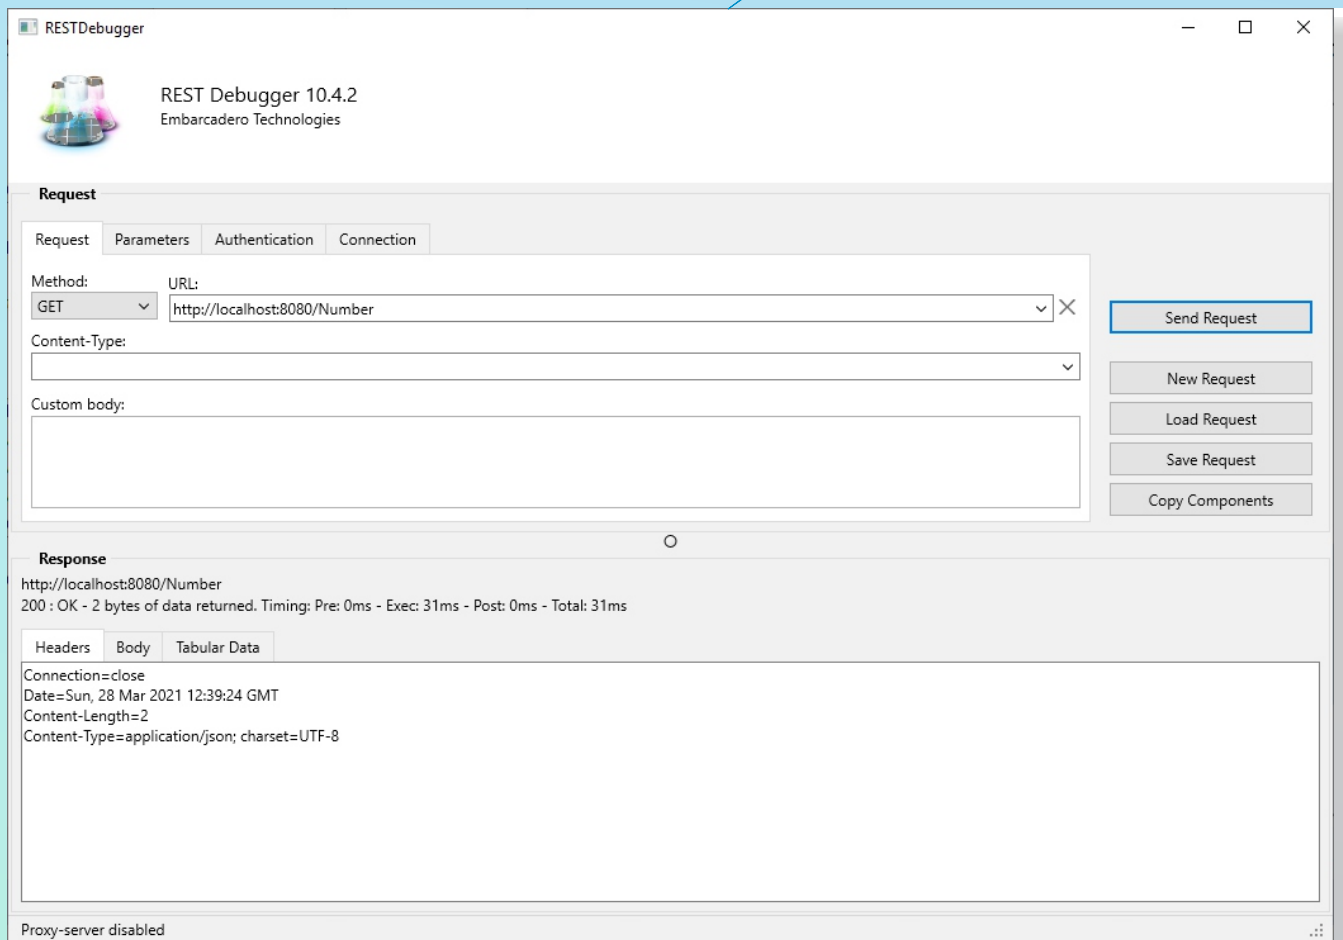 RESTDebugger
REST Debugger 10.4.2
Embarcadero Technologies
Request
Request Parameters Authentication Connection
Method: URL:
GET http://localhost:8080/Number
Send Request
Content-Type:
New Request
Custom body:
Load Request
Save Request
Copy Components
Response
http://localhost:8080/Number
200 : OK - 2 bytes of data returned. Timing: Pre: 0ms - Exec: 31ms - Post: 0ms - Total: 31ms
Headers Body Tabular Data
Connection=close
Date=Sun, 28 Mar 2021 12:39:24 GMT
Content-Length=2
Content-Type=application/json; charset=UTF-8
Proxy-server disabled